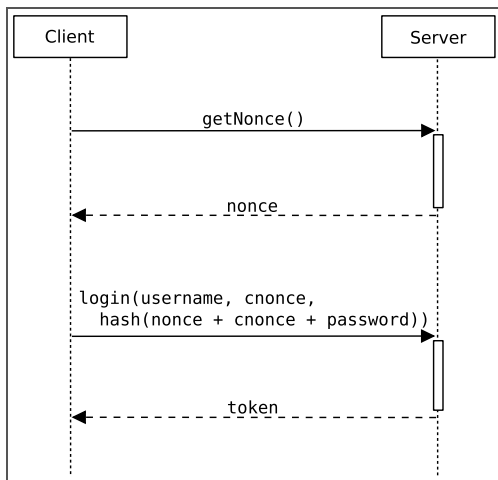 Client
Server
getNonce()
nonce
login(username, cnonce,
hash(nonce + cnonce + password))
token